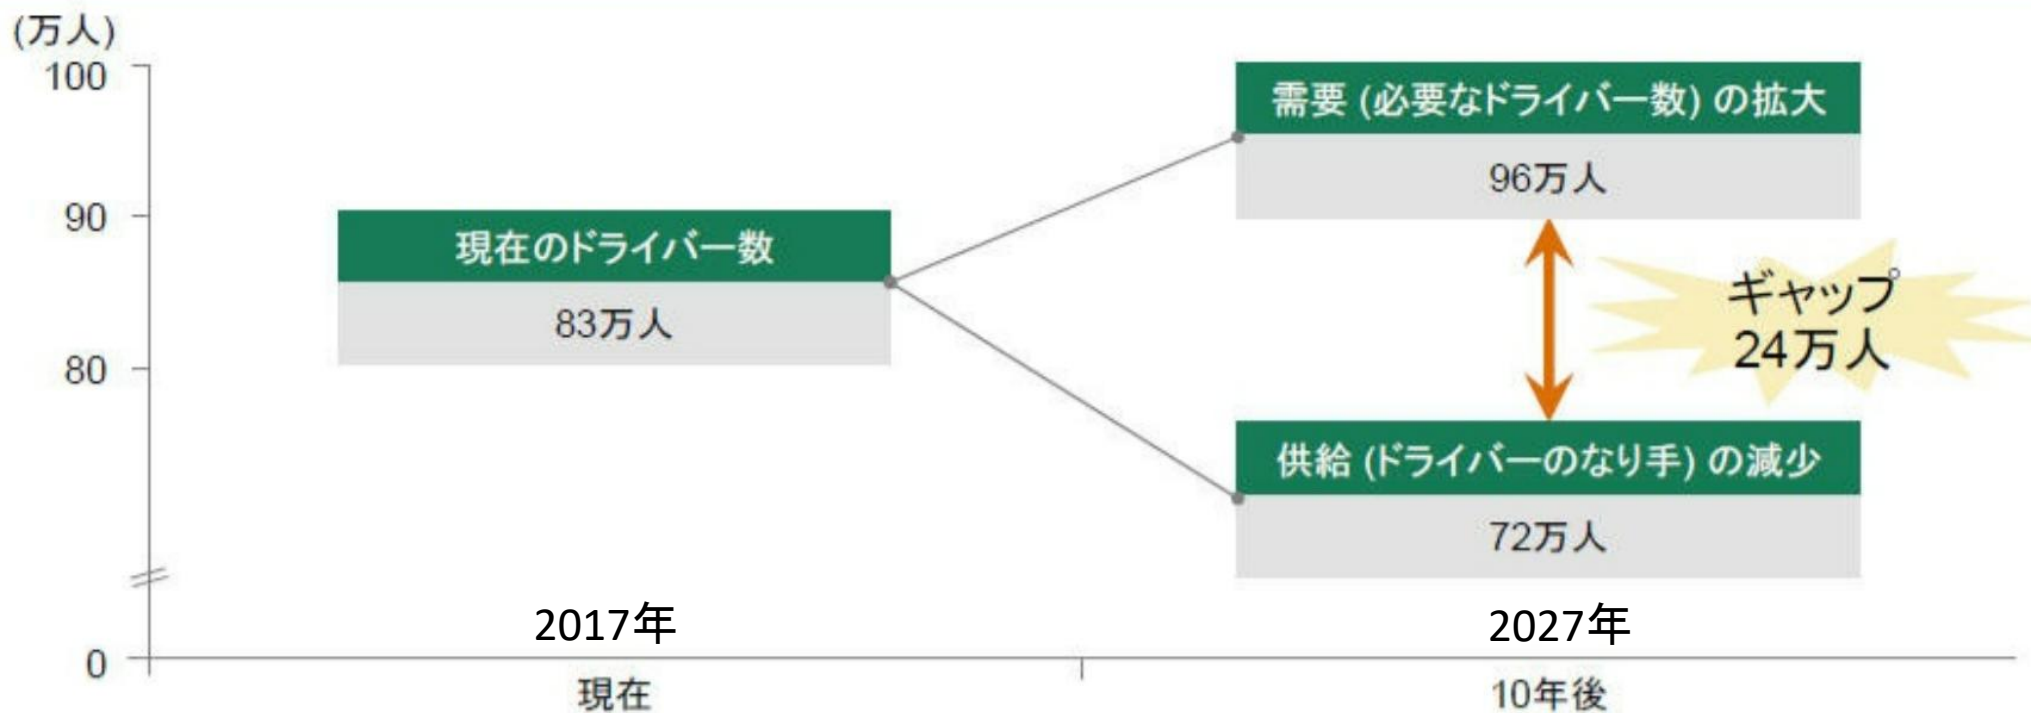 (万人)
100
需要 (必要なドライバー数) の拡大
96万人
90
現在のドライバー数
83万人
ギャップ
24万人
80
供給 (ドライバーのなり手) の減少
72万人
2017年
2027年
0
現在
10年後